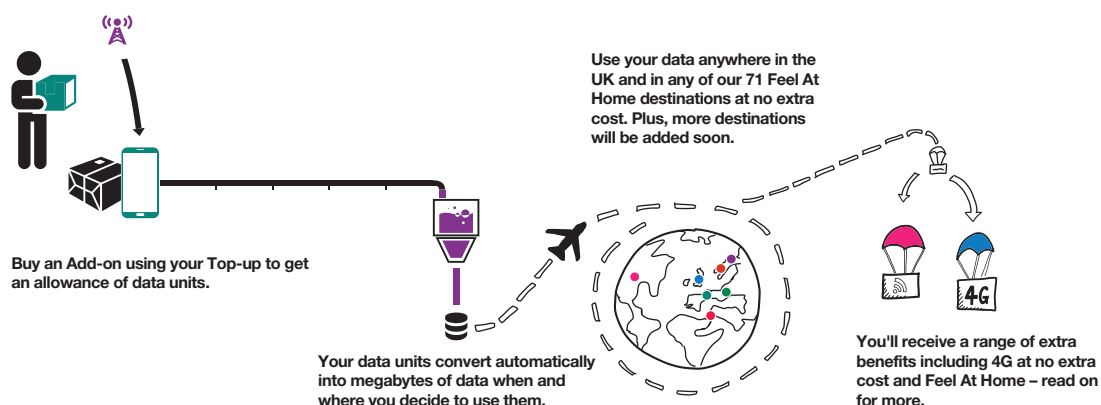 Buy an Add-on using your Top-up to get
an allowance of data units.
Your data units convert automatically
into megabytes of data when and
where you decide to use them.
Use your data anywhere in the
UK and in any of our 71 Feel At
Home destinations at no extra
cost. Plus, more destinations
will be added soon.
4G
You'll receive a range of extra
benefits including 4G at no extra
cost and Feel At Home – read on
for more.